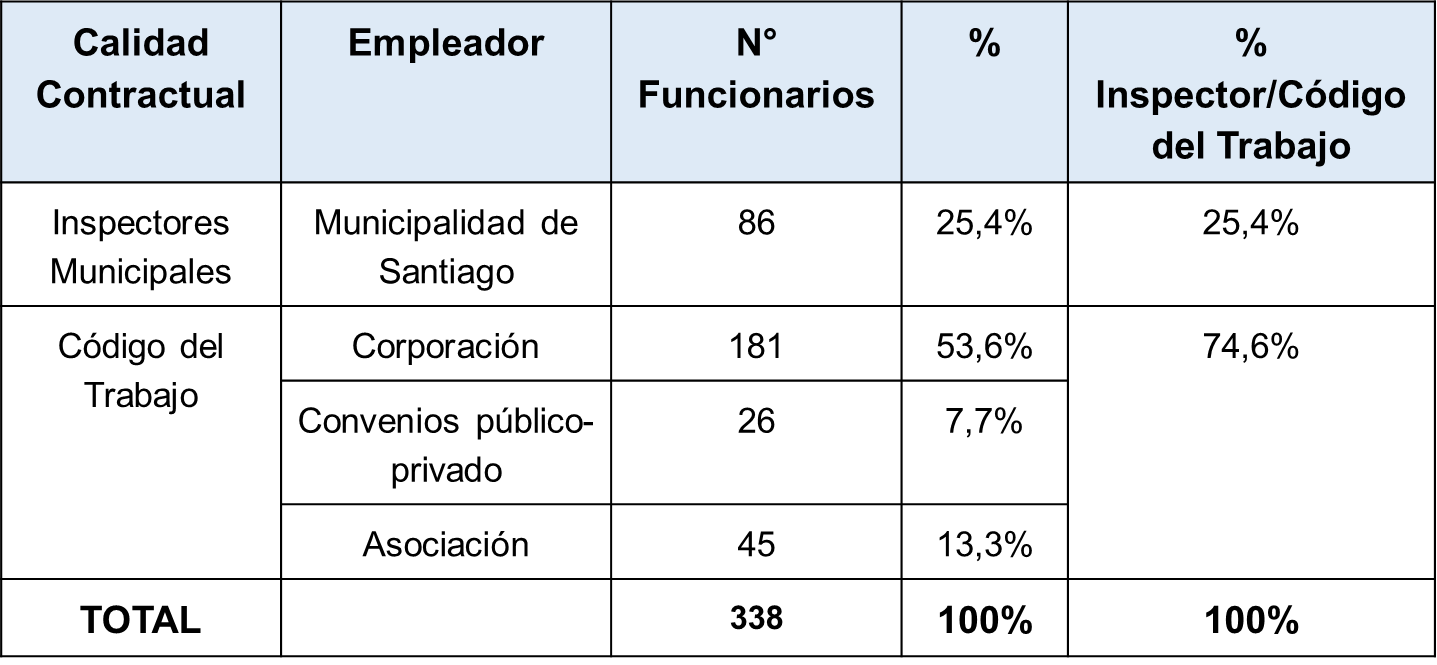 Calidad
Contractual
Empleador
N°
Funcionarios
%
%
Inspector/Código
del Trabajo
Inspectores
Municipales
Municipalidad de
Santiago
86
25,4%
25,4%
Código del
Trabajo
Corporación
181
53,6%
74,6%
Convenios público-
privado
26
7,7%
Asociación
45
13,3%
TOTAL
338
100%
100%